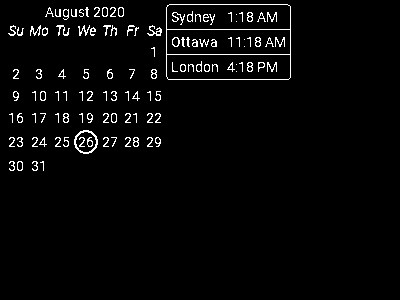 August 2020
Su Mo Tu We Th Fr Sa
1
2 3 4 5 6 7 8
9 10 11 12 13 14 15
16 17 18 19 20 21 22
23 24 25 26 27 28 29
30 31
Sydney 1:18 AM
Ottawa 11:18 AM
London 4:18 PM